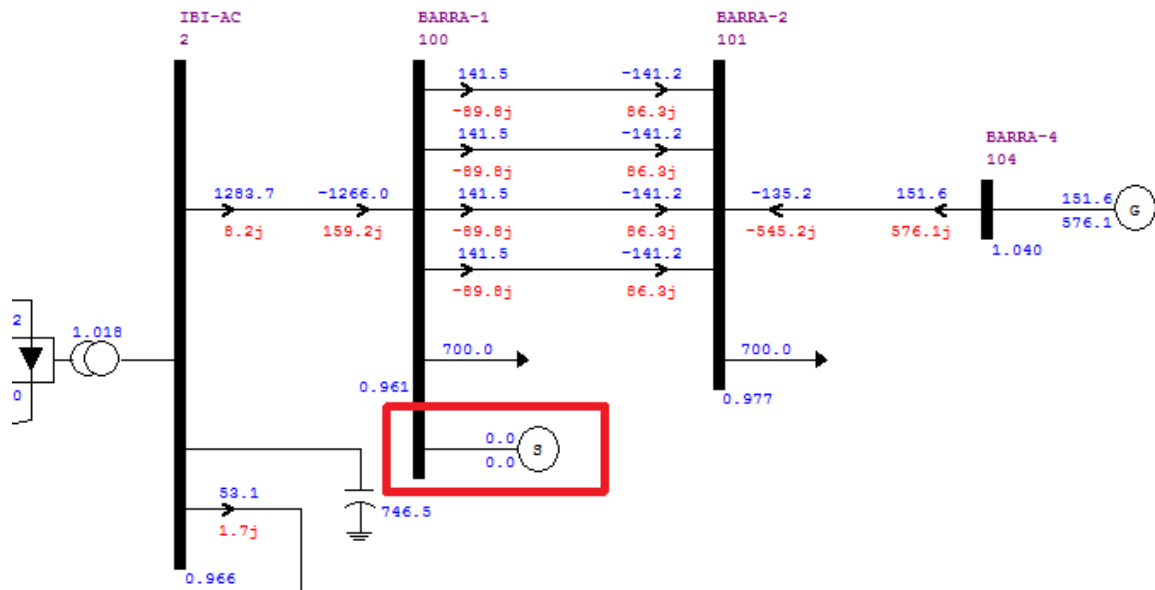 IBI-AC
2
BARRA-1
100
BARRA-2
101
141.5
-141.2
-89.8j
86.3j
141.5
-141.2
-89.8j
86.3j
BARRA-4
104
1283.7
-1266.0
141.5
-141.2
-135.2
151.6
151.6
8.2j
159.2j
-89.8j
86.3j
-545.2j
576.1j
576.1
1.040
141.5
-141.2
-89.8j
86.3j
2
1.018
700.0
700.0
0
0.961
0.977
0.0
S
0.0
G
53.1
746.5
1.7j
0.966